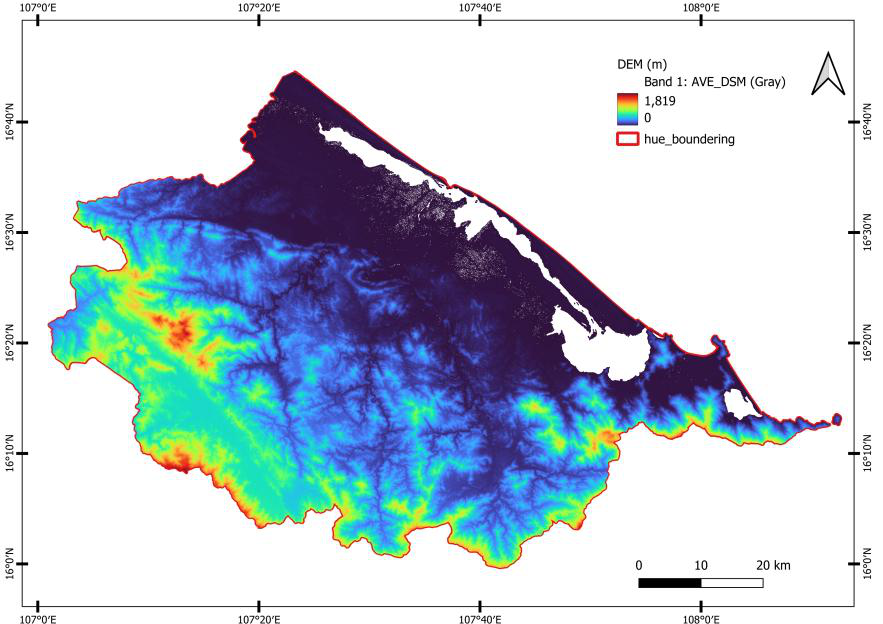 107°0′E 107°20′E 107°40′E 108°0′E
DEM (m)
Band 1: AVE_DSM (Gray)
1,819
0
hue_boundering
16°40′N 16°40′N
16°30′N 16°30′N
16°20′N 16°20′N
16°10′N 16°10′N
16°0′N 16°0′N
0 10 20 km
107°0′E 107°20′E 107°40′E 108°0′E